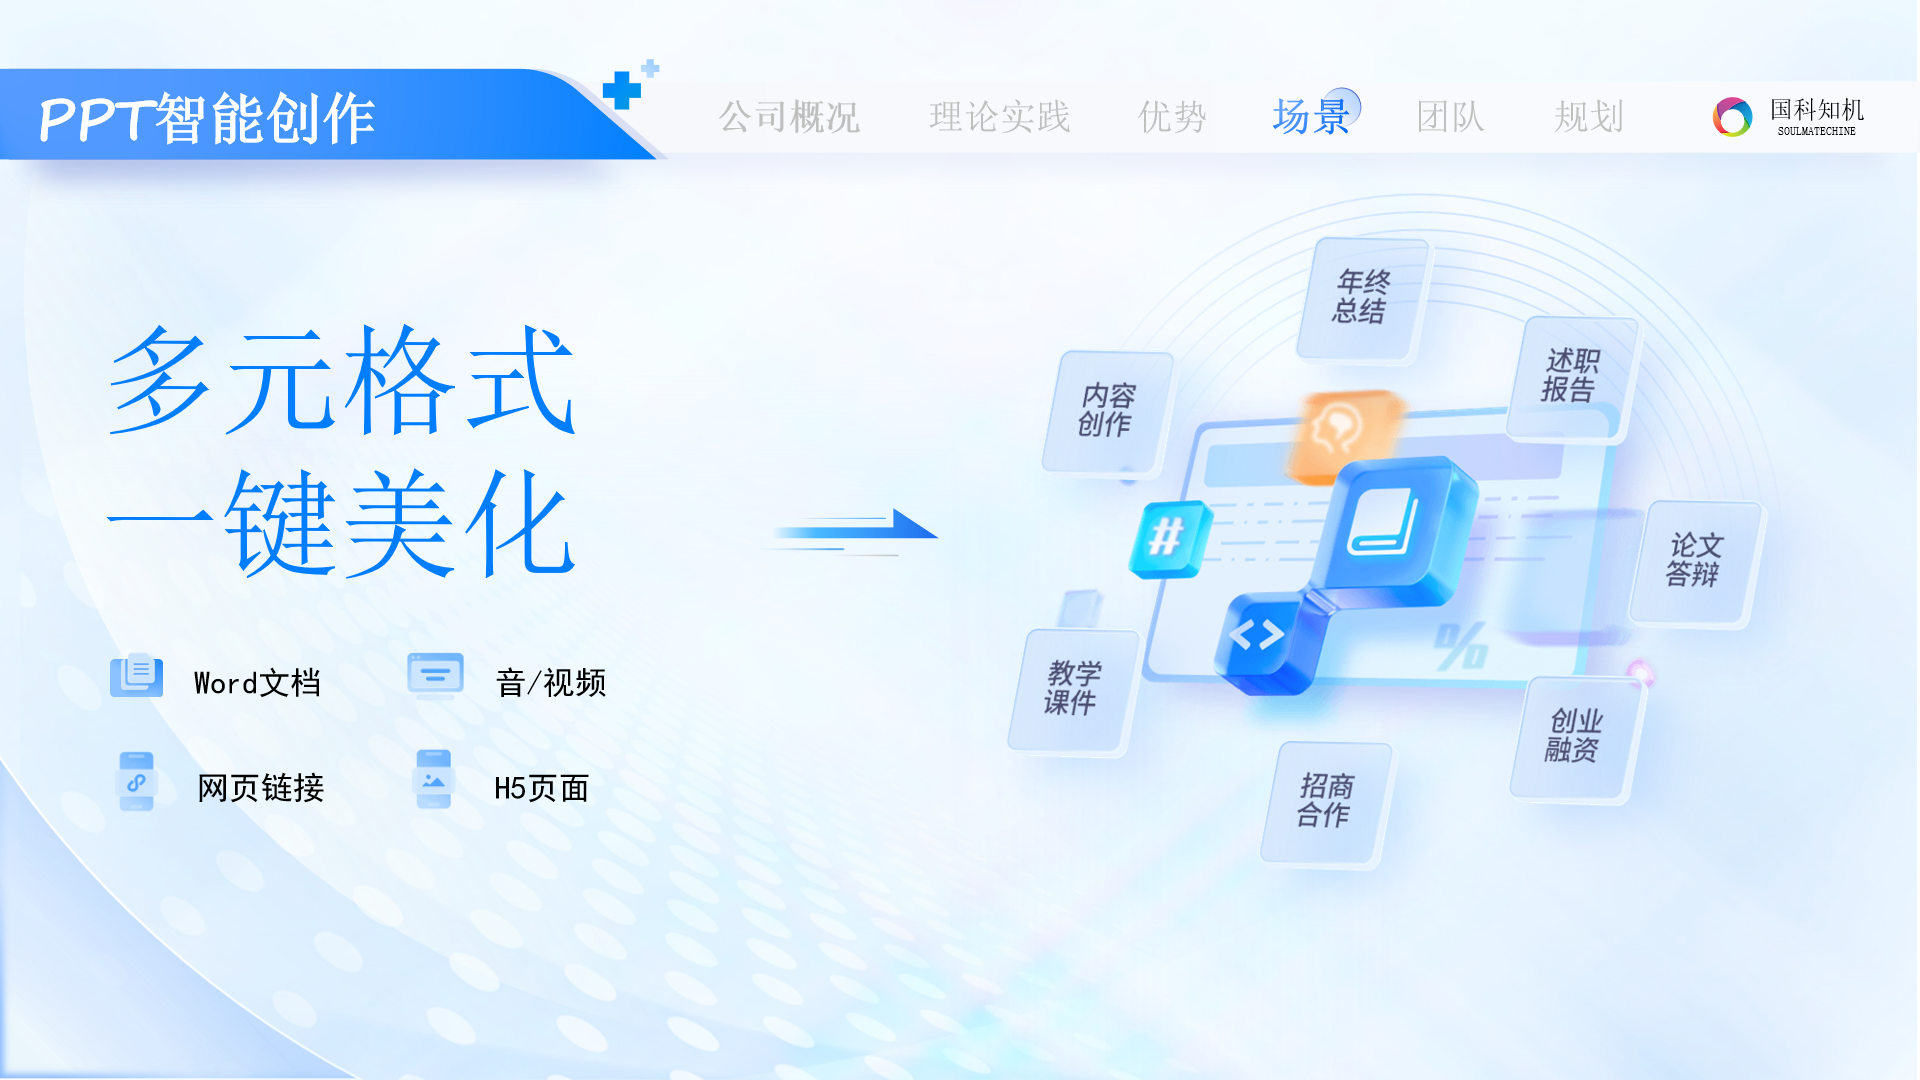 PPT智能创作
公司概况 理论实践 优势 场景 团队 规划
国科知机
SOULMATECHINE
多元格式
一键美化
Word文档
音/视频
网页链接
H5页面
年终
总结
述职
报告
内容
创作
#
论文
答辩
<>
%
教学
课件
创业
融资
招商
合作